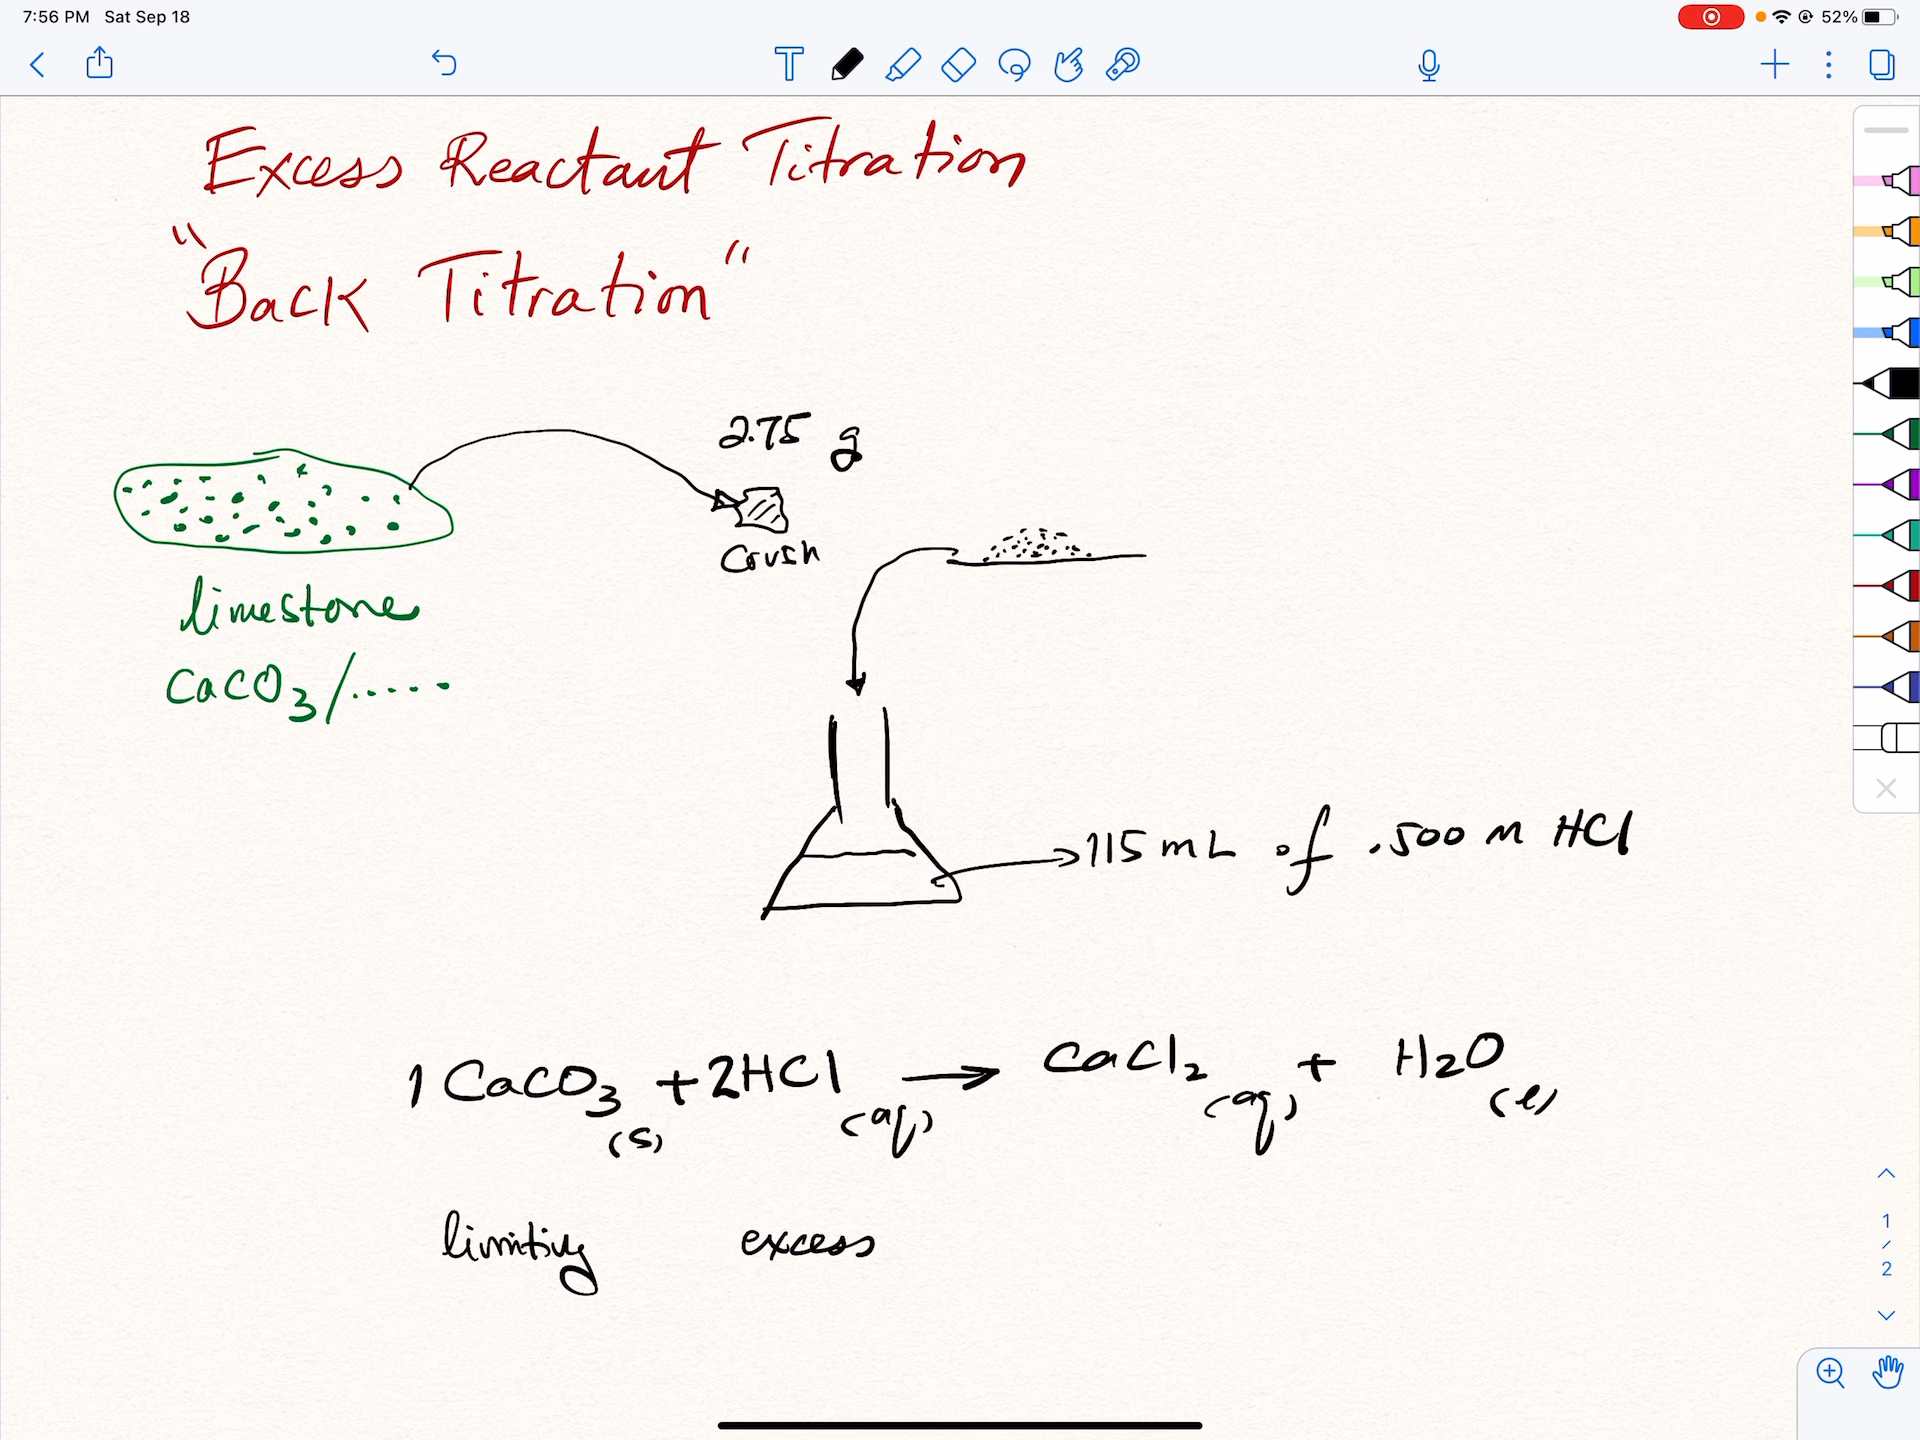 7:56 PM Sat Sep 18
52%
Excess Reactant Titration
"Back Titration"
2.75 g
crush
limestone
CaCO3/.....
115 mL of .500 M HCl
1 CaCO3 (s) + 2HCl (aq) → CaCl2 (aq) + H2O (l)
limiting excess
1
/
2